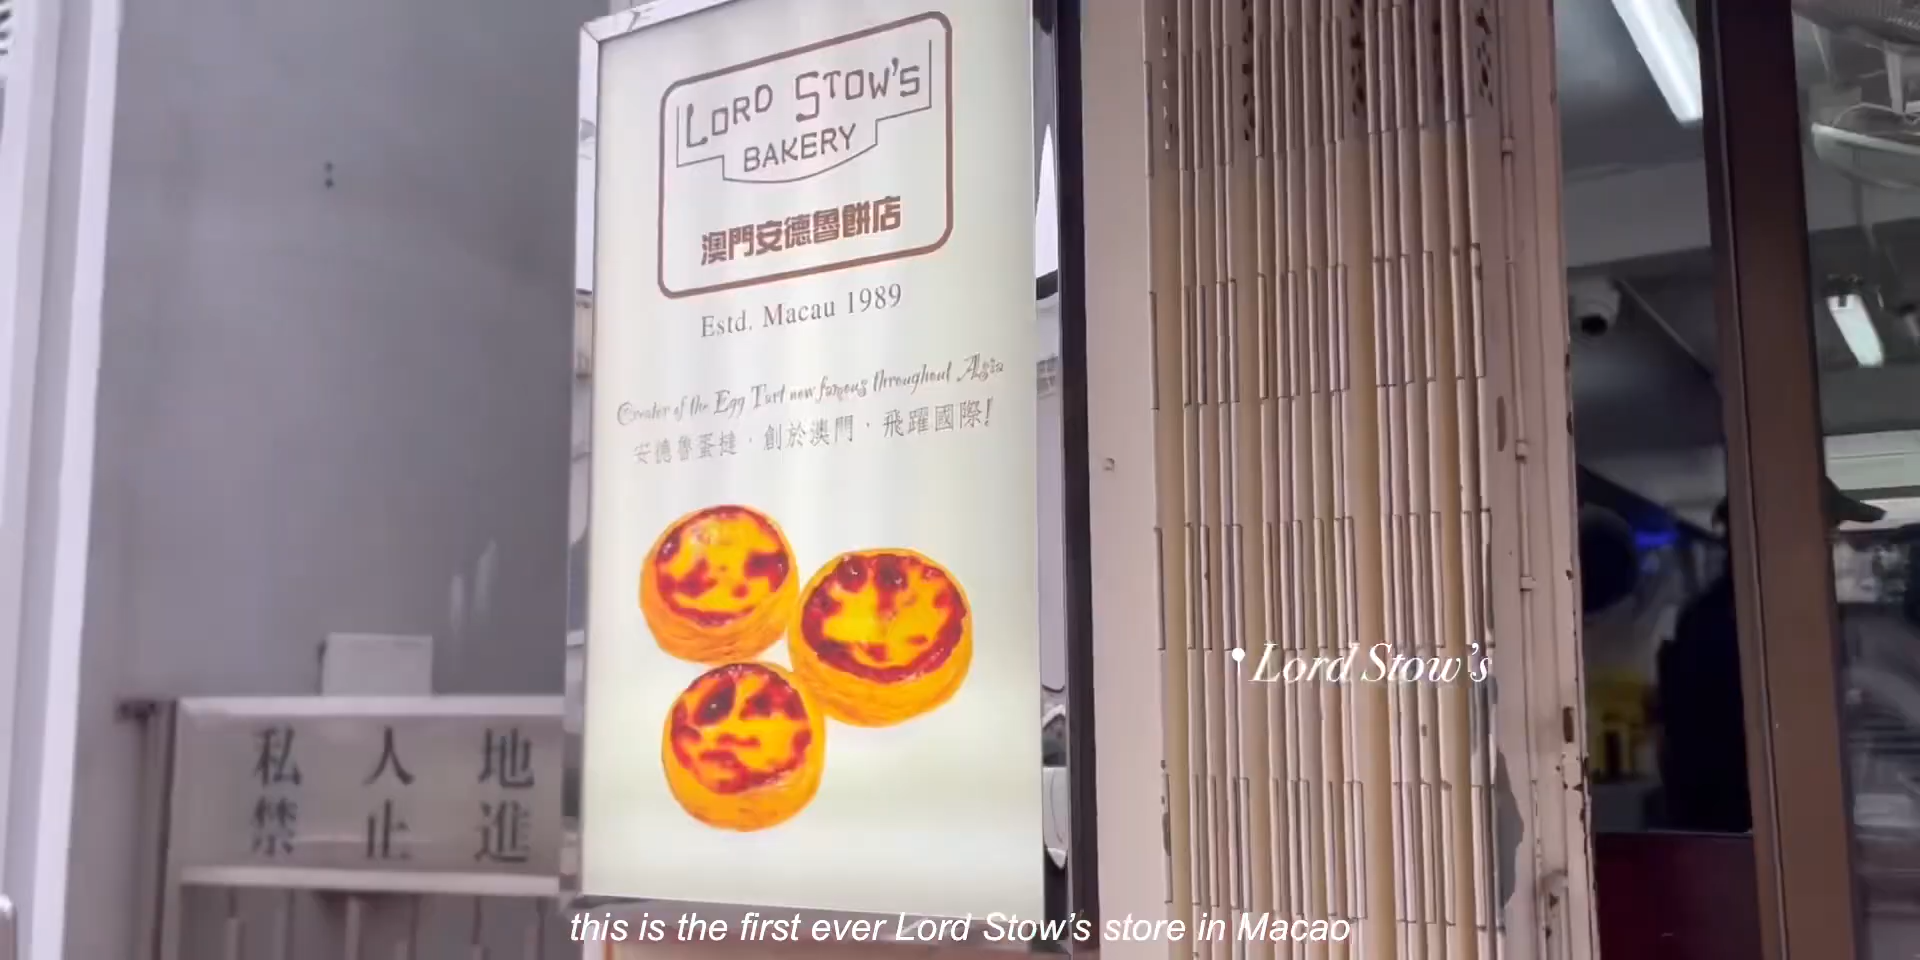 LORD STOW'S
BAKERY
澳門安德魯餅店
Estd. Macau 1989
Creator of the Egg Tart now famous throughout Asia
安德魯蛋撻．創於澳門．飛躍國際!
私人地
禁止進
Lord Stow's
this is the first ever Lord Stow's store in Macao